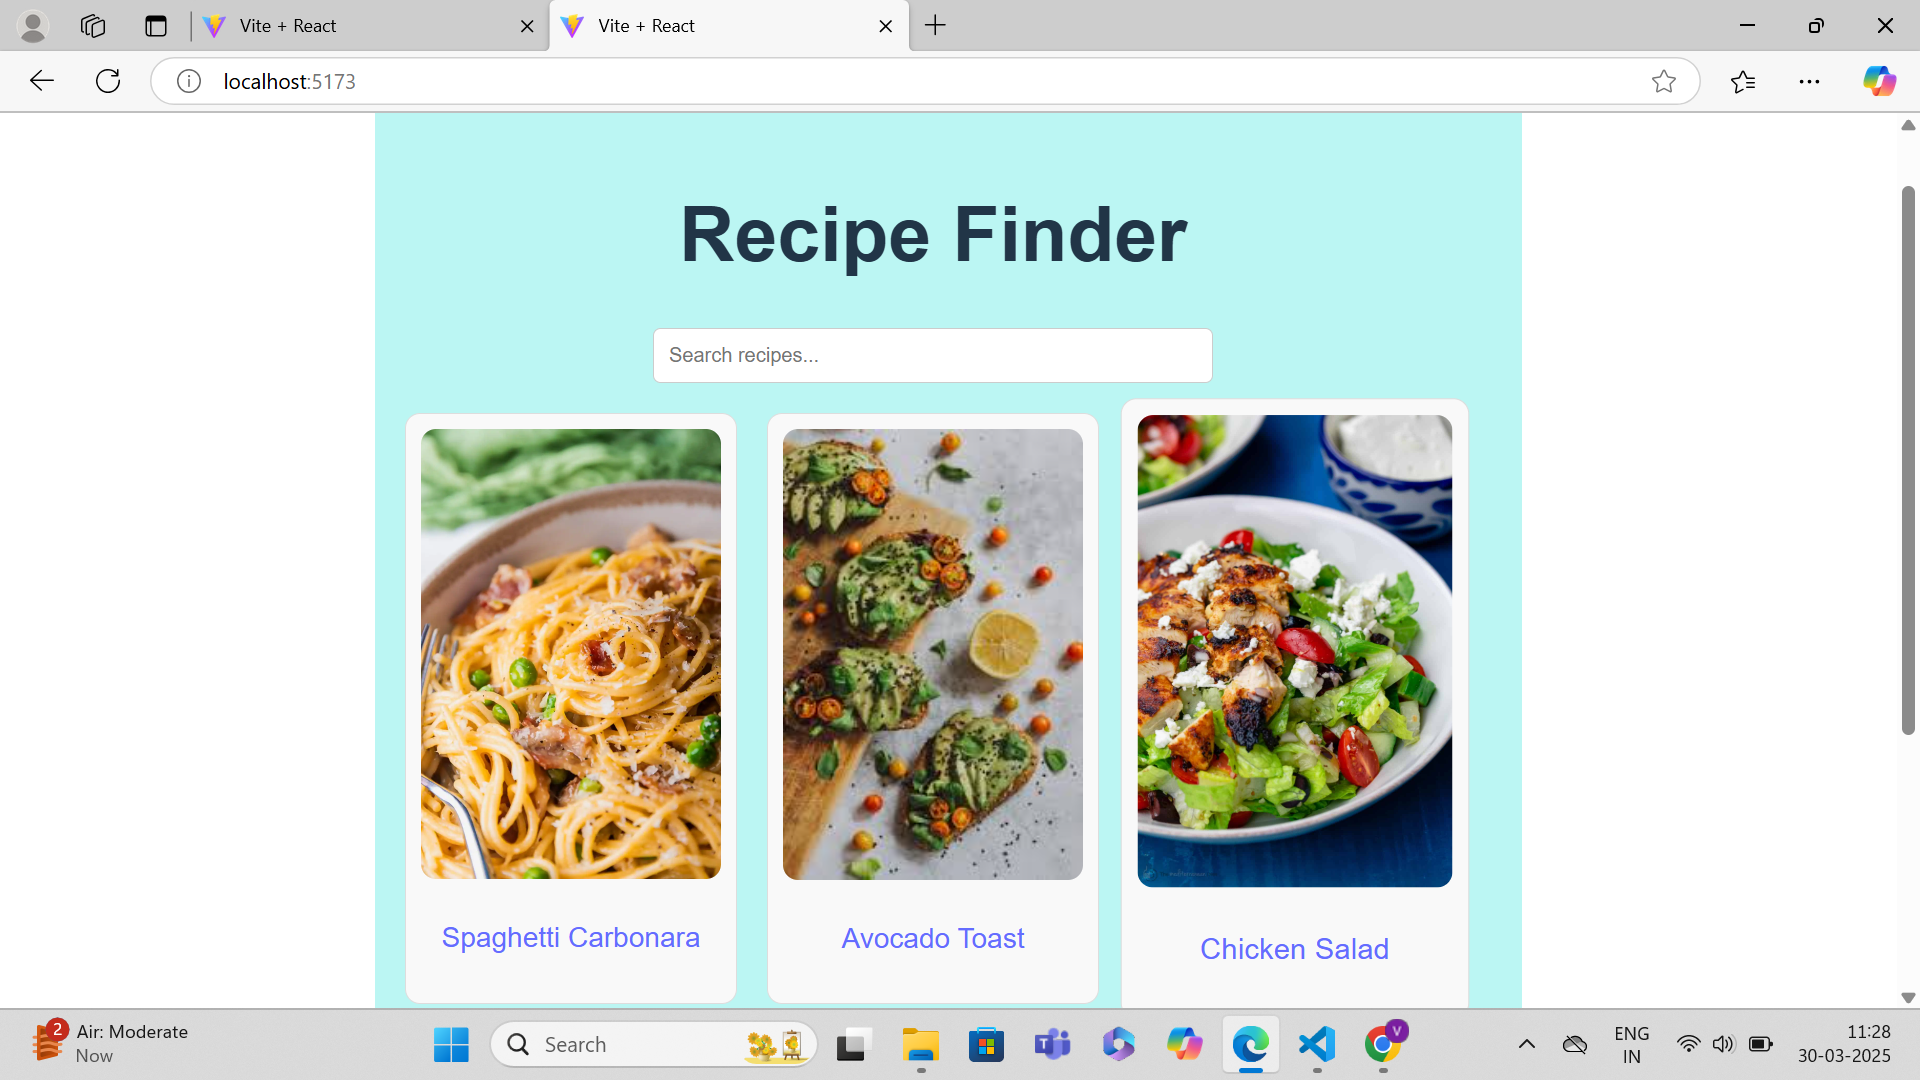 Vite + React
Vite + React
localhost:5173
Recipe Finder
Search recipes...
Spaghetti Carbonara
Avocado Toast
Chicken Salad
2
Air: Moderate
Now
Search
T
V
ENG
IN
11:28
30-03-2025